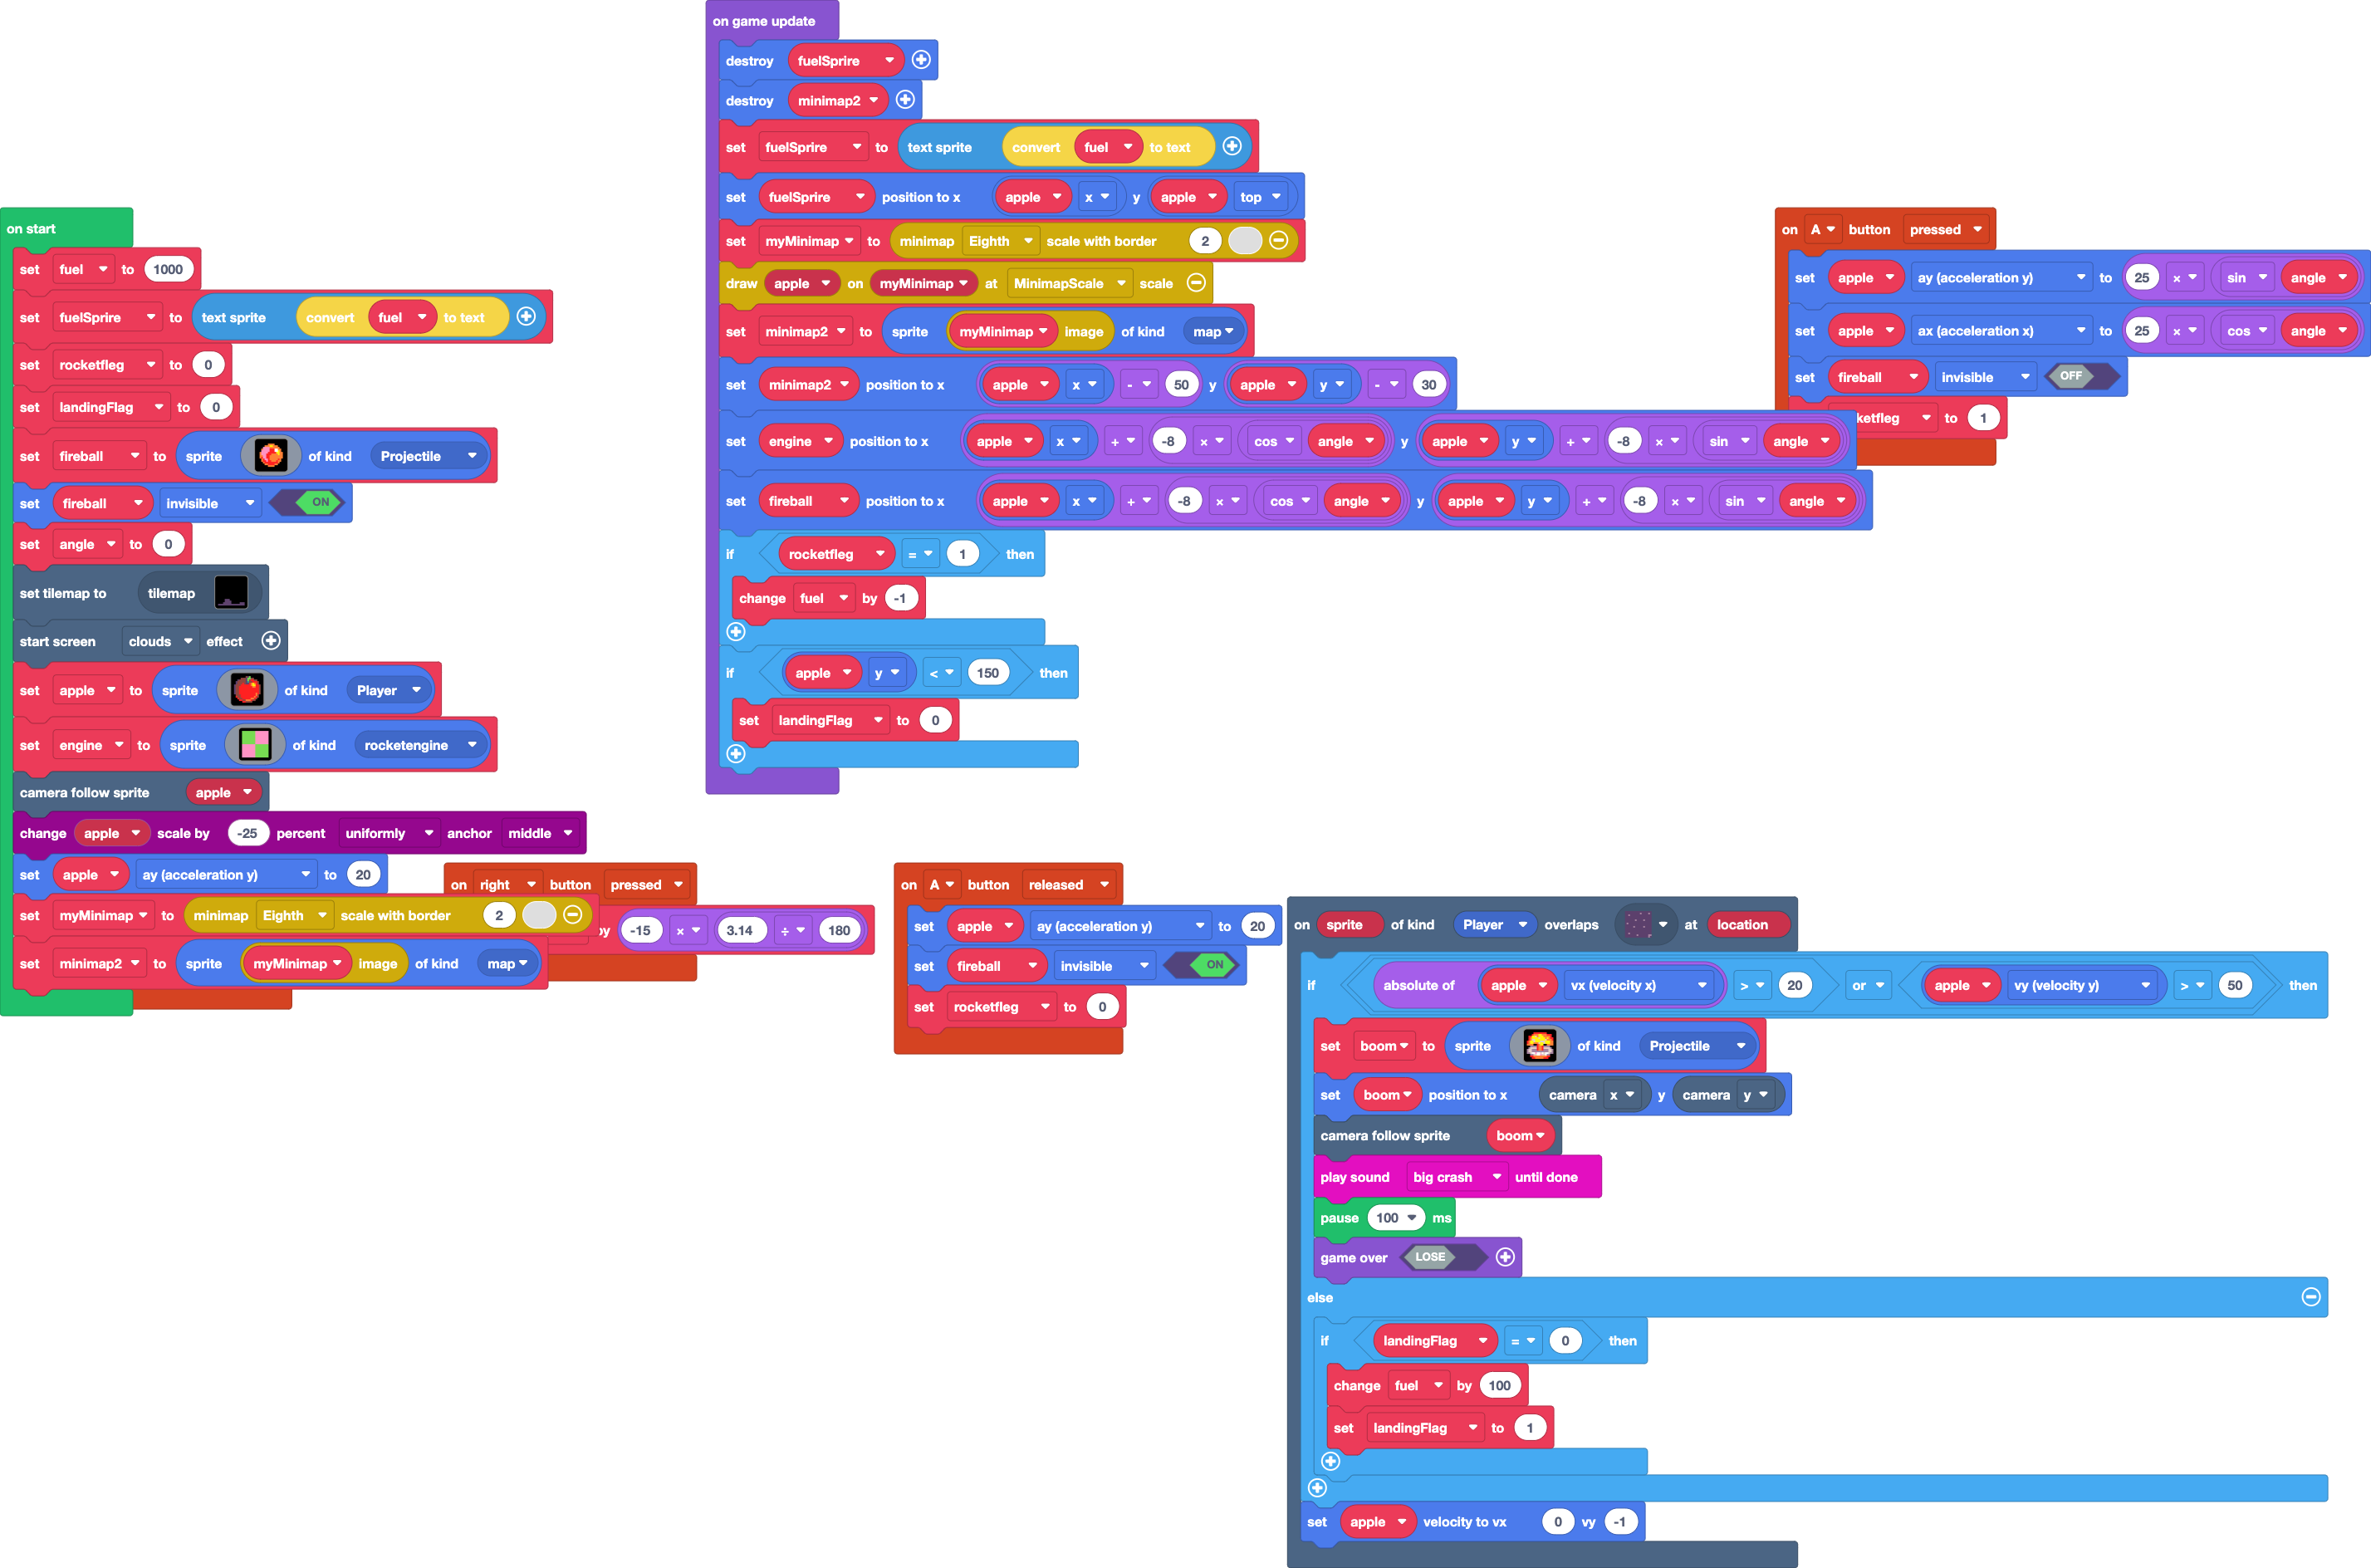 on start
set fuel to 1000
set fuelSprire to text sprite convert fuel to text
set rocketfleg to 0
set landingFlag to 0
set fireball to sprite of kind Projectile
set fireball invisible ON
set angle to 0
set tilemap to tilemap
start screen clouds effect
set apple to sprite of kind Player
set engine to sprite of kind rocketengine
camera follow sprite apple
change apple scale by -25 percent uniformly anchor middle
set apple ay (acceleration y) to 20
set myMinimap to minimap Eighth scale with border 2
set minimap2 to sprite myMinimap image of kind map
on right button pressed
by -15 × 3.14 ÷ 180
on game update
destroy fuelSprire
destroy minimap2
set fuelSprire to text sprite convert fuel to text
set fuelSprire position to x apple x y apple top
set myMinimap to minimap Eighth scale with border 2
draw apple on myMinimap at MinimapScale scale
set minimap2 to sprite myMinimap image of kind map
set minimap2 position to x apple x - 50 y apple y - 30
set engine position to x apple x + -8 × cos angle y apple y + -8 × sin angle
set fireball position to x apple x + -8 × cos angle y apple y + -8 × sin angle
if rocketfleg = 1 then
change fuel by -1
if apple y < 150 then
set landingFlag to 0
on A button pressed
set apple ay (acceleration y) to 25 × sin angle
set apple ax (acceleration x) to 25 × cos angle
set fireball invisible OFF
ketfleg to 1
on A button released
set apple ay (acceleration y) to 20
set fireball invisible ON
set rocketfleg to 0
on sprite of kind Player overlaps at location
if absolute of apple vx (velocity x) > 20 or apple vy (velocity y) > 50 then
set boom to sprite of kind Projectile
set boom position to x camera x y camera y
camera follow sprite boom
play sound big crash until done
pause 100 ms
game over LOSE
else
if landingFlag = 0 then
change fuel by 100
set landingFlag to 1
set apple velocity to vx 0 vy -1